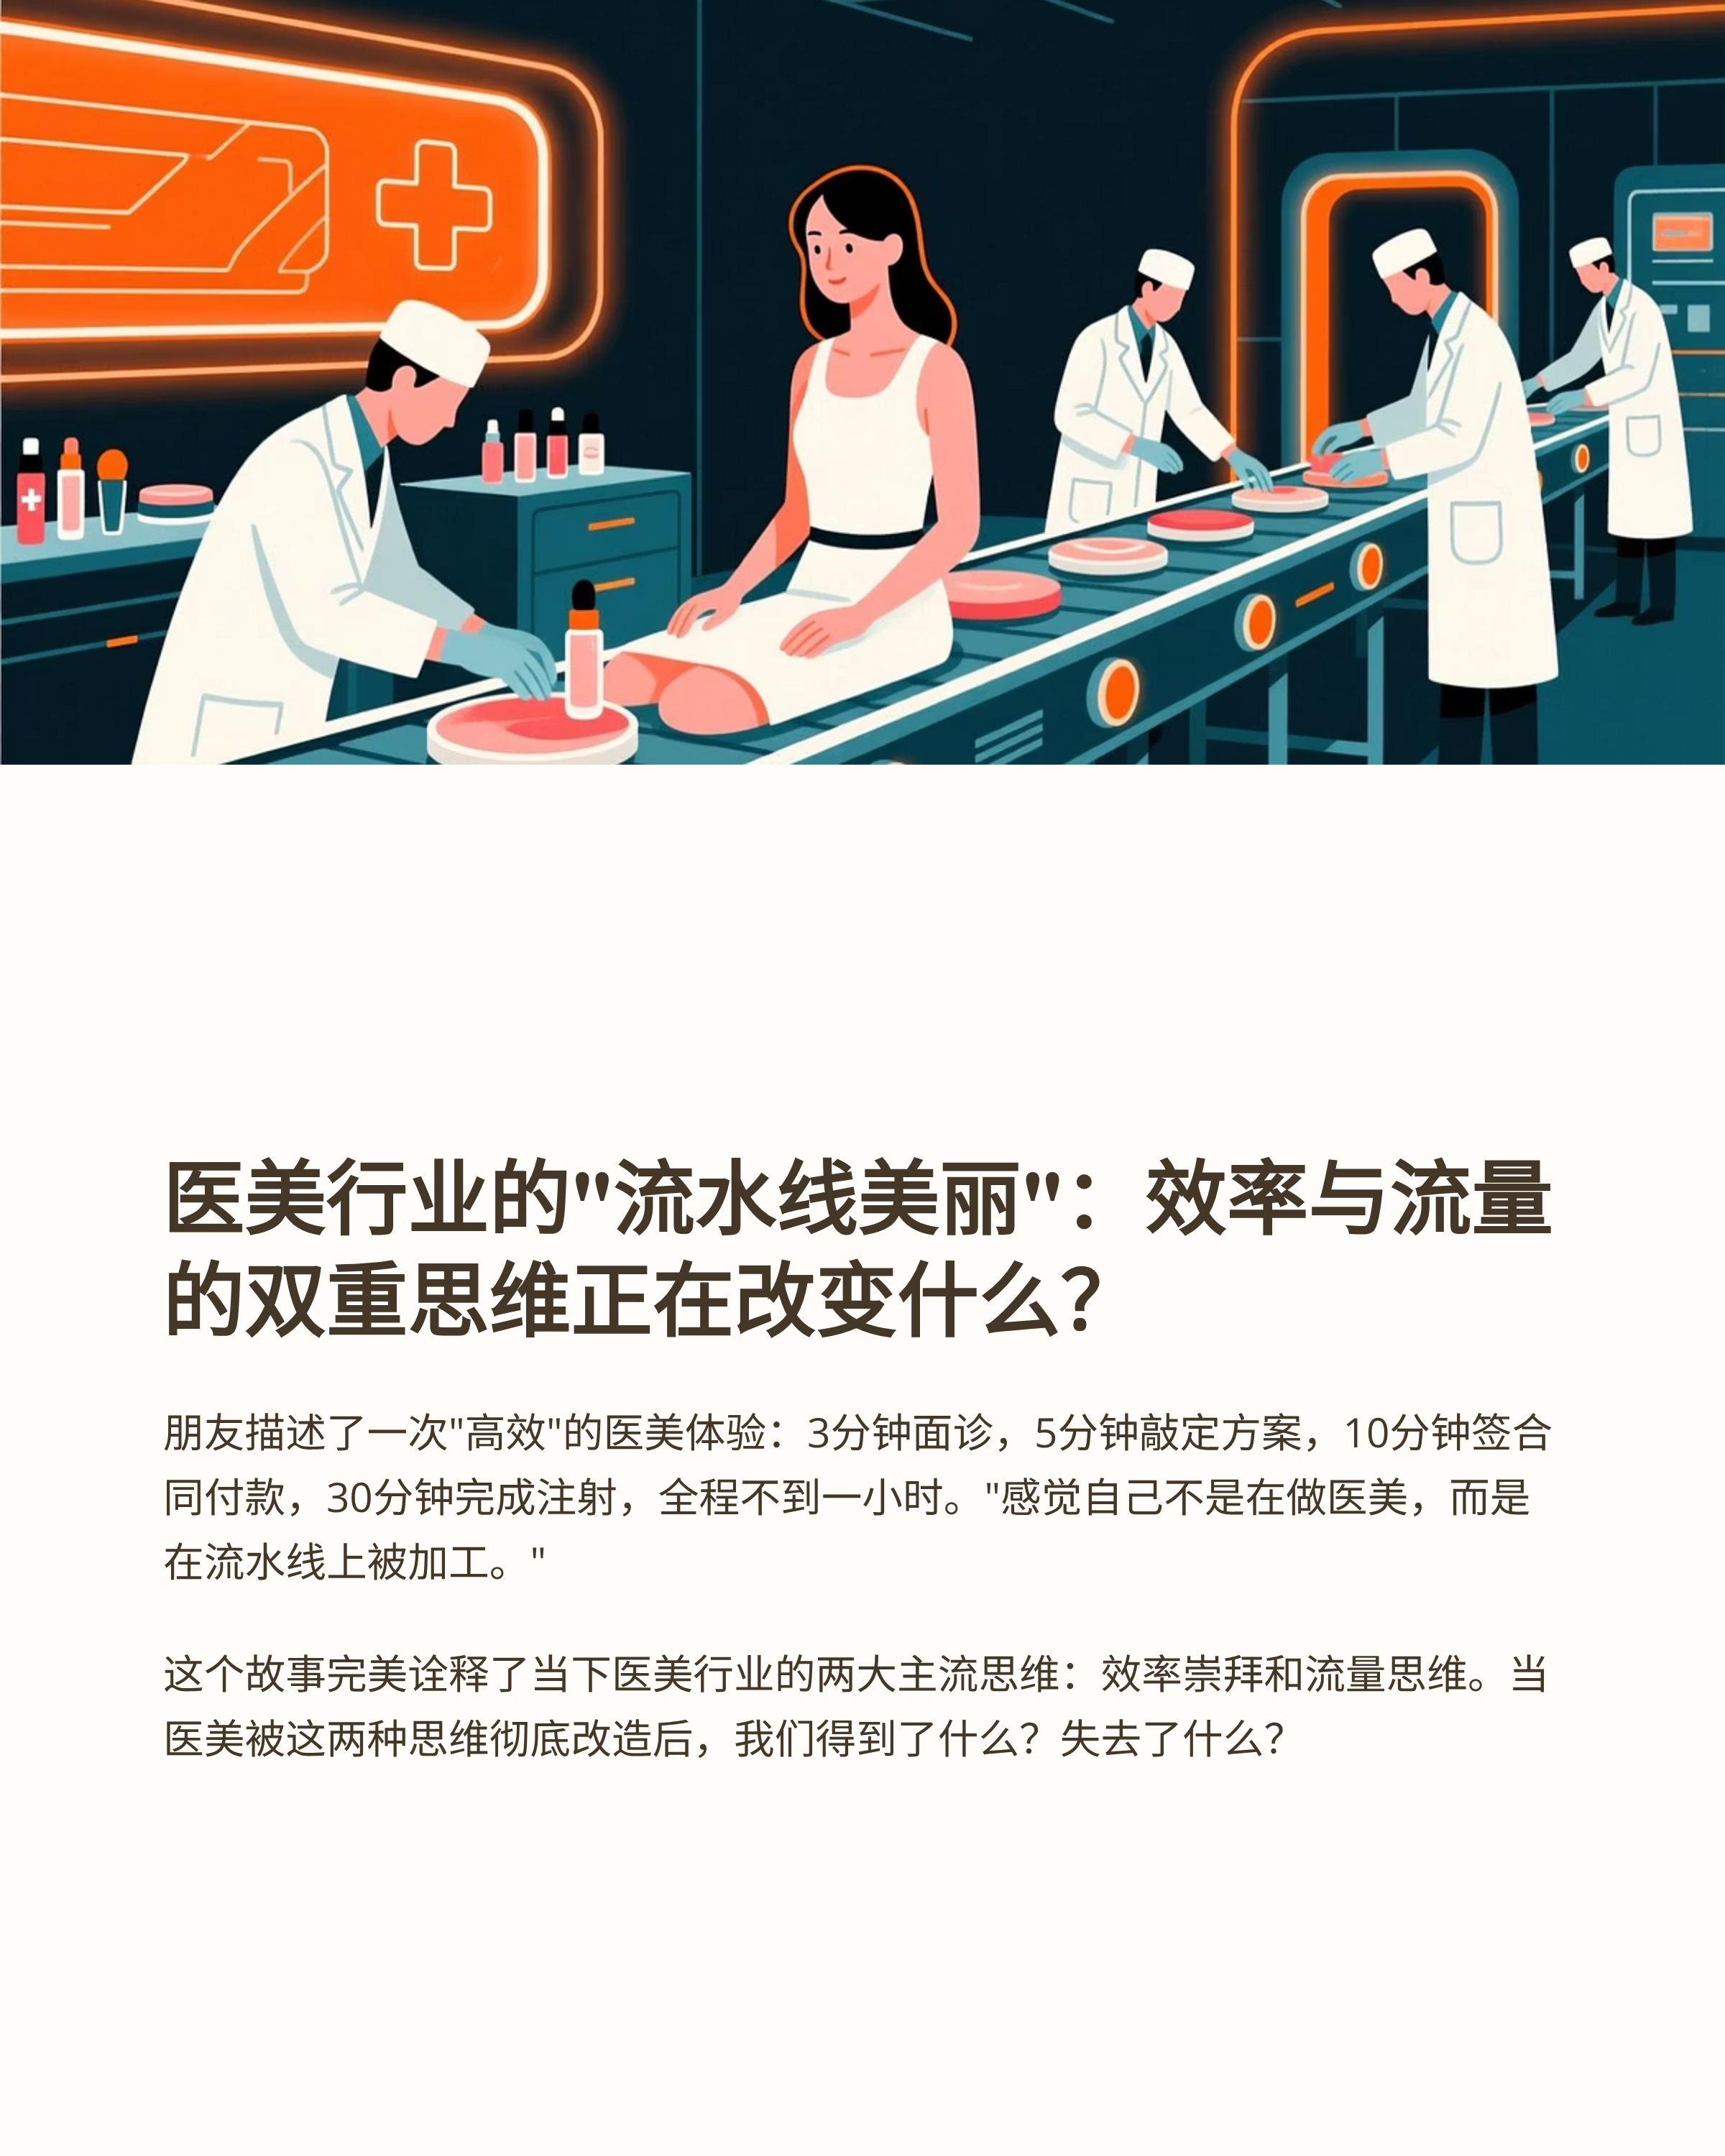 医美行业的"流水线美丽"：效率与流量
的双重思维正在改变什么？
朋友描述了一次"高效"的医美体验：3分钟面诊，5分钟敲定方案，10分钟签合
同付款，30分钟完成注射，全程不到一小时。"感觉自己不是在做医美，而是
在流水线上被加工。"
这个故事完美诠释了当下医美行业的两大主流思维：效率崇拜和流量思维。当
医美被这两种思维彻底改造后，我们得到了什么？失去了什么？